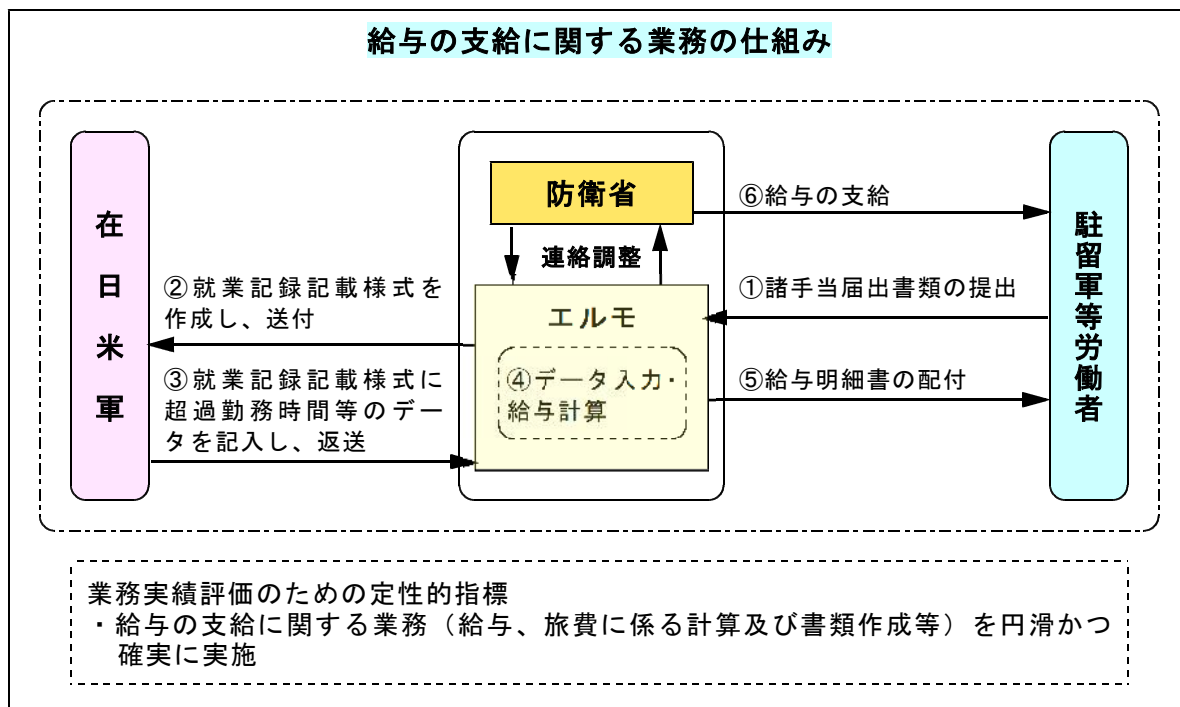 給与の支給に関する業務の仕組み
在日米軍
②就業記録記載様式を
作成し、送付
③就業記録記載様式に
超過勤務時間等のデー
タを記入し、返送
防衛省
連絡調整
エルモ
④データ入力・
給与計算
⑥給与の支給
①諸手当届出書類の提出
⑤給与明細書の配付
駐留軍等労働者
業務実績評価のための定性的指標
・給与の支給に関する業務（給与、旅費に係る計算及び書類作成等）を円滑かつ
確実に実施